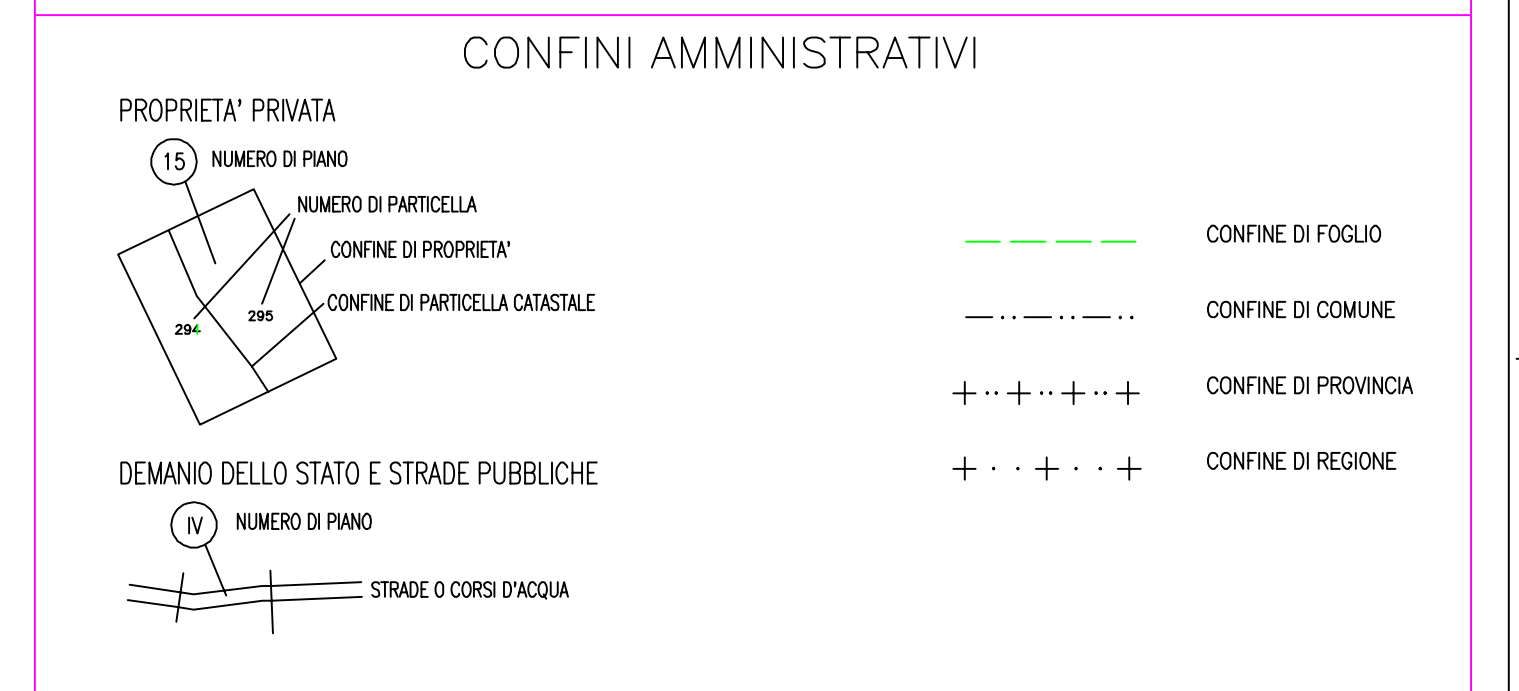 CONFINI AMMINISTRATIVI
PROPRIETA' PRIVATA
15 NUMERO DI PIANO
NUMERO DI PARTICELLA
CONFINE DI PROPRIETA'
CONFINE DI PARTICELLA CATASTALE
294
295
DEMANIO DELLO STATO E STRADE PUBBLICHE
IV NUMERO DI PIANO
STRADE O CORSI D'ACQUA
CONFINE DI FOGLIO
CONFINE DI COMUNE
CONFINE DI PROVINCIA
CONFINE DI REGIONE